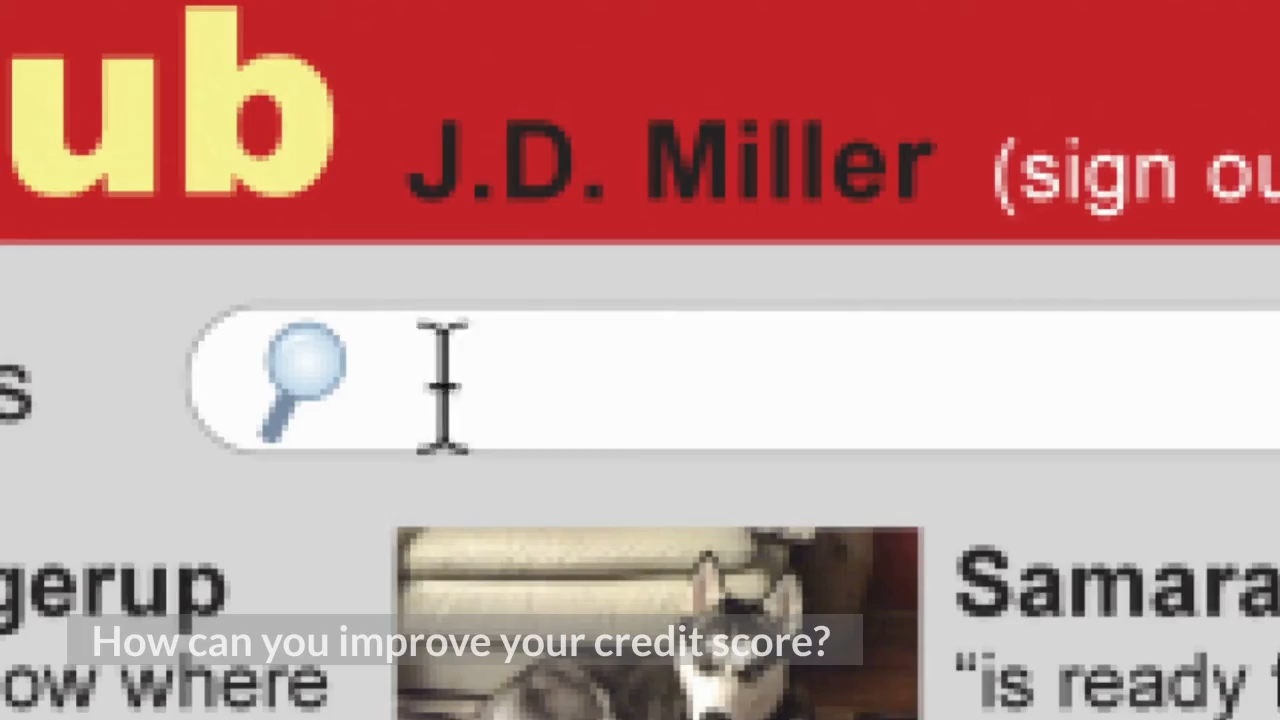 ub J.D. Miller (sign ou
s
gerup
Samara
How can you improve your credit score?
ow where
“is ready